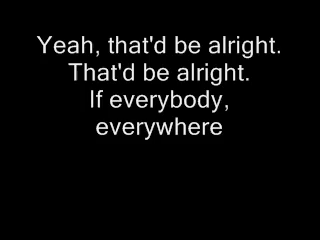 Yeah, that'd be alright.
That'd be alright.
If everybody,
everywhere